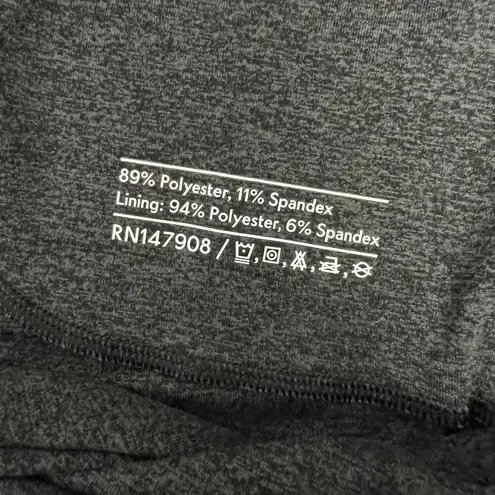 89% Polyester, 11% Spandex
Lining: 94% Polyester, 6% Spandex
RN147908 /